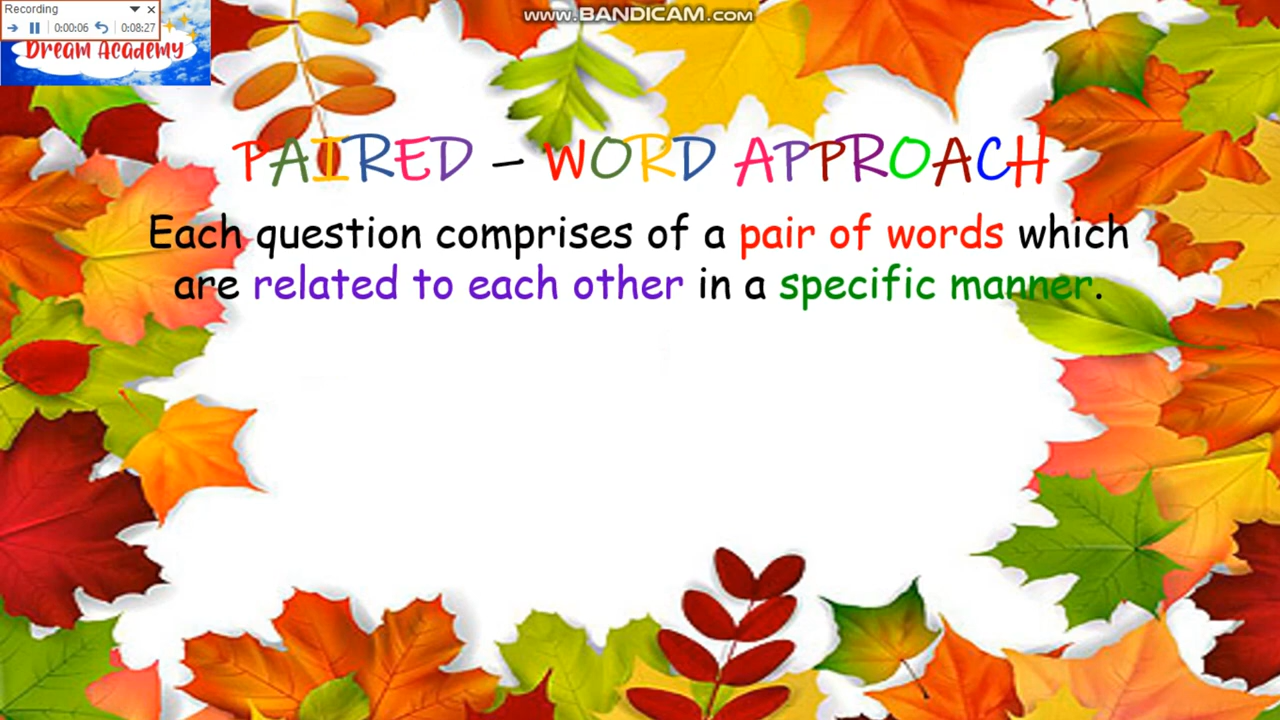 Recording
www.BANDICAM.com
0:00:06 0:08:27
Dream Academy
PAIRED – WORD APPROACH
Each question comprises of a pair of words which
are related to each other in a specific manner.